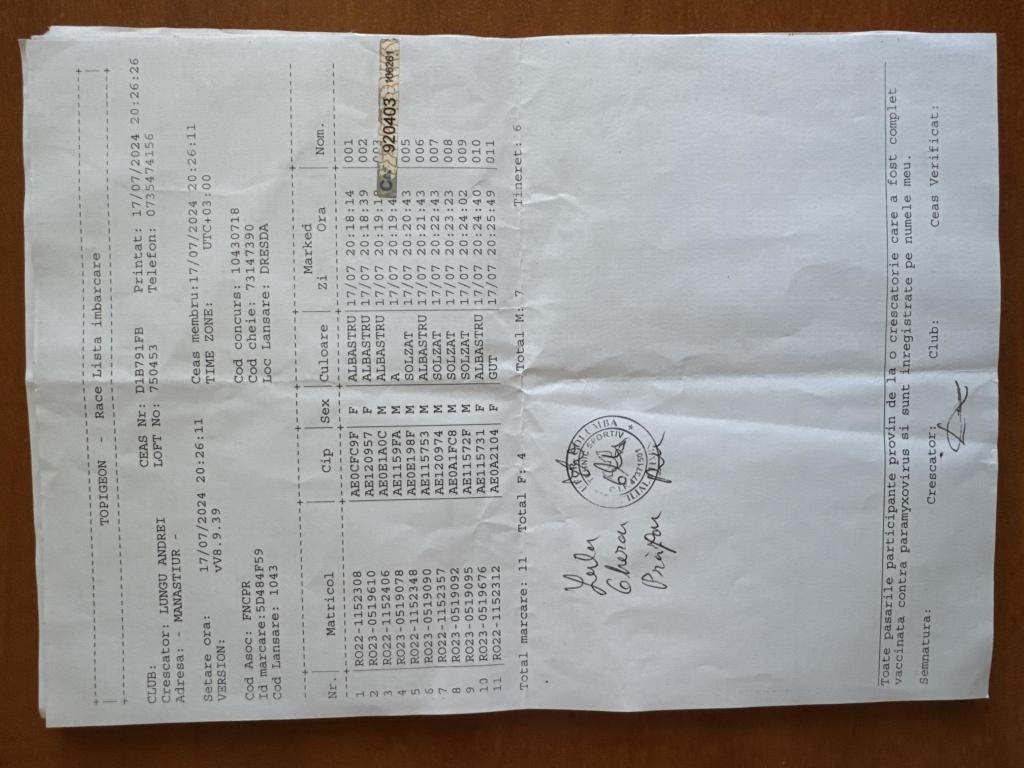 TOPIGEON - Race Lista imbarcare
CEAS Nr: D1B791FB Printat: 17/07/2024 20:26:26
CLUB: LOFT NO: 750453 Telefon: 0735474156
Crescator: LUNGU ANDREI
Adresa: - MANASTIUR -
Setare ora: 17/07/2024 20:26:11 Ceas membru:17/07/2024 20:26:11
VERSION: vV8.9.39 TIME ZONE: UTC+03:00
Cod Asoc: FNCPR Cod concurs: 10430718
Id marcare:5D484F59 Cod cheie: 73147390
Cod Lansare: 1043 Loc Lansare: DRESDA
Marked
Nr. Matricol Cip Sex Culoare Zi Ora Nom.
1 RO22-1152308 AE0CFC9F F ALBASTRU 17/07 20:18:14 001
2 RO23-0519610 AE120957 F ALBASTRU 17/07 20:18:39 002
3 RO22-1152406 AE0E1A0C M ALBASTRU 17/07
4 RO23-0519078 AE1159FA M A 17/07
C4 920403 106261
5 RO22-1152348 AE0E198F M SOLZAT 17/07 20:20:43 005
6 RO23-0519090 AE115753 M ALBASTRU 17/07 20:21:43 006
7 RO22-1152357 AE120974 M SOLZAT 17/07 20:22:43 007
8 RO23-0519092 AE0A1FC8 M SOLZAT 17/07 20:23:23 008
9 RO23-0519095 AE11572F M SOLZAT 17/07 20:24:02 009
10 RO23-0519676 AE115731 F ALBASTRU 17/07 20:24:40 010
11 RO22-1152312 AE0A2104 F GUT 17/07 20:25:49 011
Total marcare: 11 Total F: 4 Total M: 7 Tineret: 6
Toate pasarile participante provin de la o crescatorie care a fost complet
vaccinata contra paramyxovirus si sunt inregistrate pe numele meu.
Semnatura: Crescator: Club: Ceas Verificat: